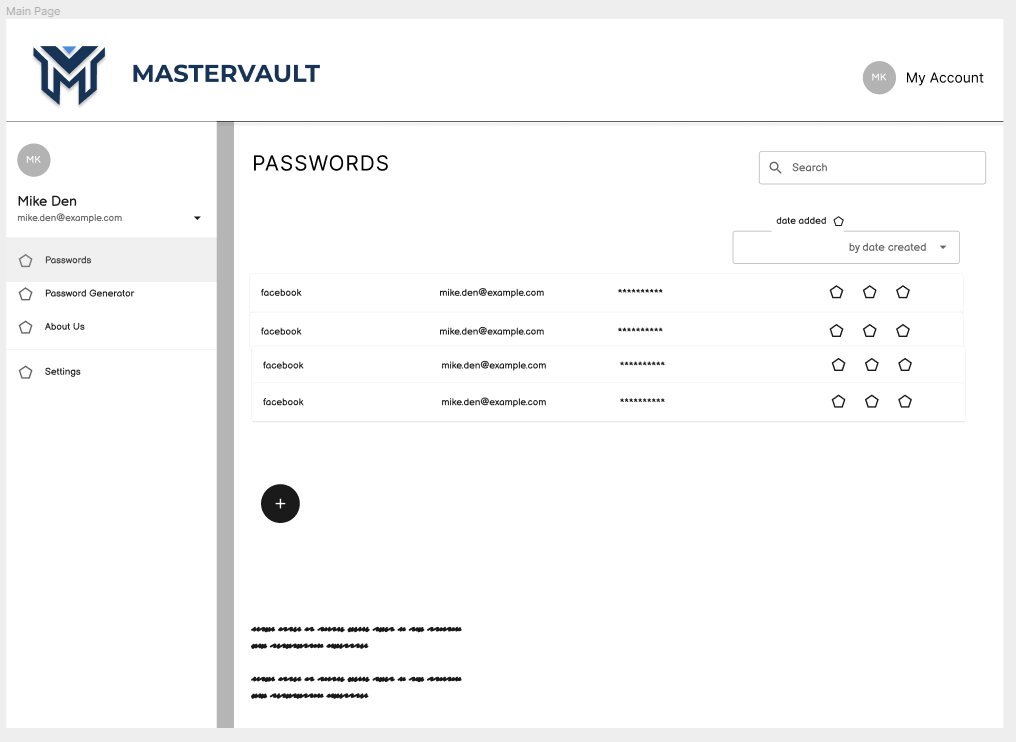 Main Page
MASTERVAULT
MK
My Account
MK
Mike Den
mike.den@example.com
Passwords
Password Generator
About Us
Settings
PASSWORDS
Search
date added
by date created
facebook mike.den@example.com **********
facebook mike.den@example.com **********
facebook mike.den@example.com **********
facebook mike.den@example.com **********
+